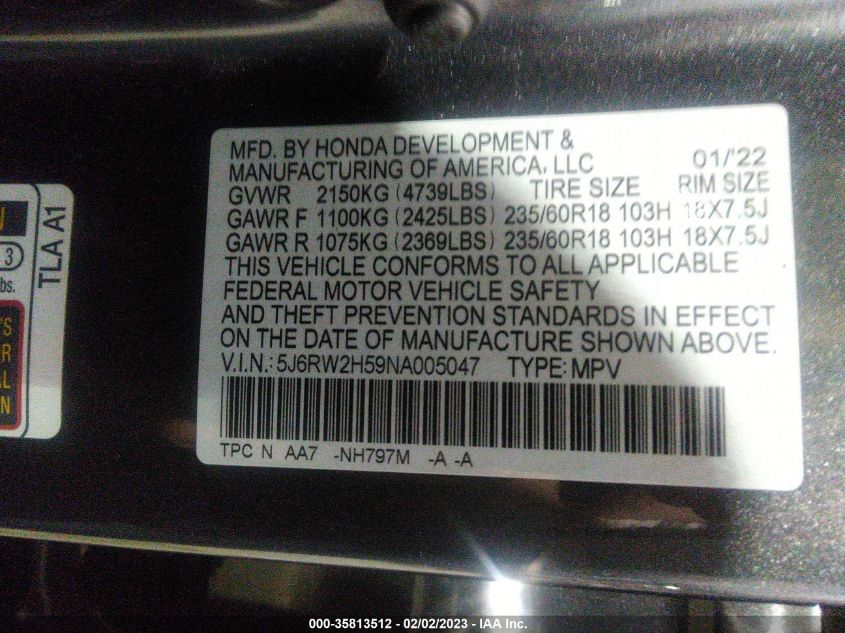 MFD. BY HONDA DEVELOPMENT &
MANUFACTURING OF AMERICA, LLC 01/'22
GVWR 2150KG (4739LBS) TIRE SIZE RIM SIZE
GAWR F 1100KG (2425LBS) 235/60R18 103H 18X7.5J
GAWR R 1075KG (2369LBS) 235/60R18 103H 18X7.5J
THIS VEHICLE CONFORMS TO ALL APPLICABLE
FEDERAL MOTOR VEHICLE SAFETY
AND THEFT PREVENTION STANDARDS IN EFFECT
ON THE DATE OF MANUFACTURE SHOWN ABOVE.
V.I.N.: 5J6RW2H59NA005047 TYPE: MPV
TPC N AA7 -NH797M -A -A
TLA A1
3
bs.
'S
R
AL
N
000-35813512 - 02/02/2023 - IAA Inc.